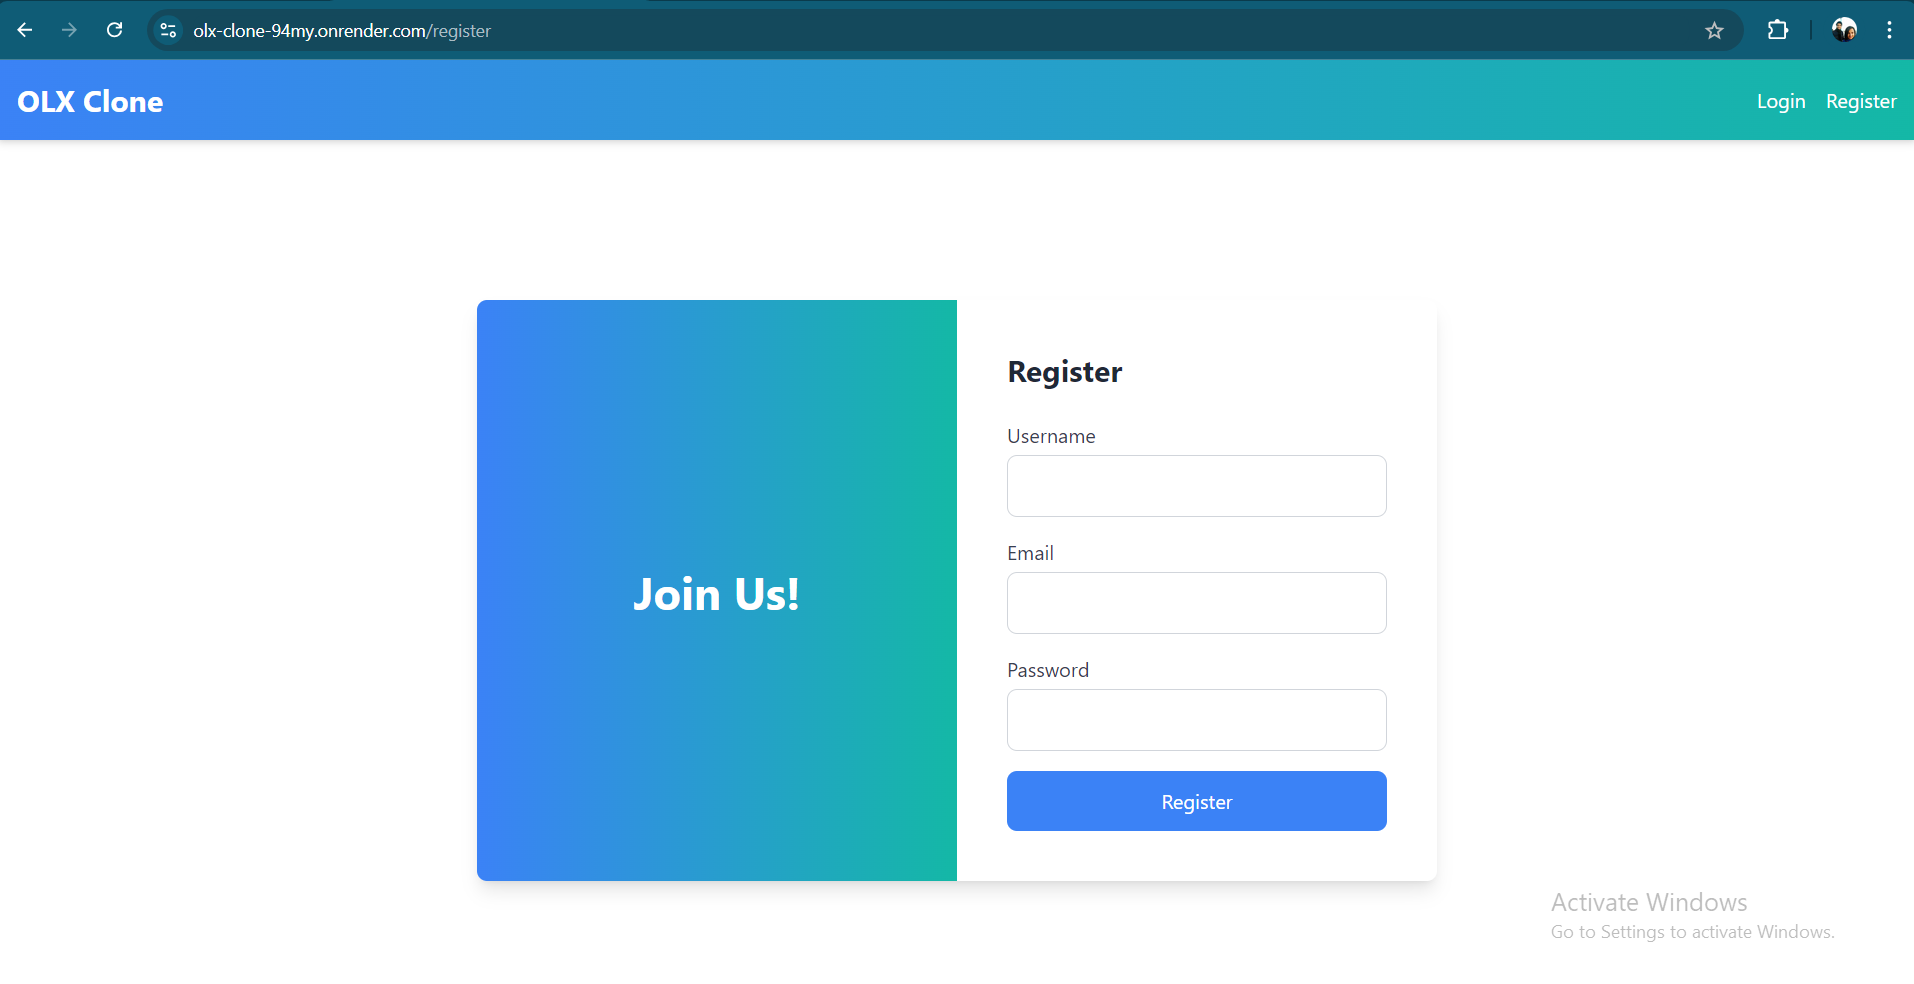 olx-clone-94my.onrender.com/register
OLX Clone
Login Register
Join Us!
Register
Username
Email
Password
Register
Activate Windows
Go to Settings to activate Windows.